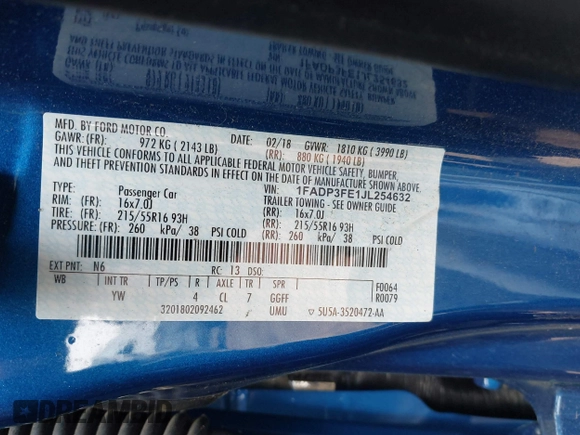 MFD. BY FORD MOTOR CO. DATE: 02/18 GVWR: 1810 KG ( 3990 LB)
GAWR: (FR): 972 KG ( 2143 LB) (RR): 880 KG ( 1940 LB)
THIS VEHICLE CONFORMS TO ALL APPLICABLE FEDERAL MOTOR VEHICLE SAFETY, BUMPER,
AND THEFT PREVENTION STANDARDS IN EFFECT ON THE DATE OF MANUFACTURE SHOWN ABOVE.
VIN: 1FADP3FE1JL254632
TYPE: Passenger Car TRAILER TOWING - SEE OWNER GUIDE
RIM: (FR) 16x7.0J (RR): 16x7.0J
TIRE: (FR) 215/55R16 93H (RR): 215/55R16 93H
PRESSURE: (FR) 260 kPa/ 38 PSI COLD (RR) 260 kPa/ 38 PSI COLD
EXT PNT: N6 RC: 13 DSO:
WB INT TR TP/PS R AXLE TR SPR F0064
YW 4 CL 7 GGFF R0079
3201802092462 UMU 5U5A-3520472-AA
DREAMBID